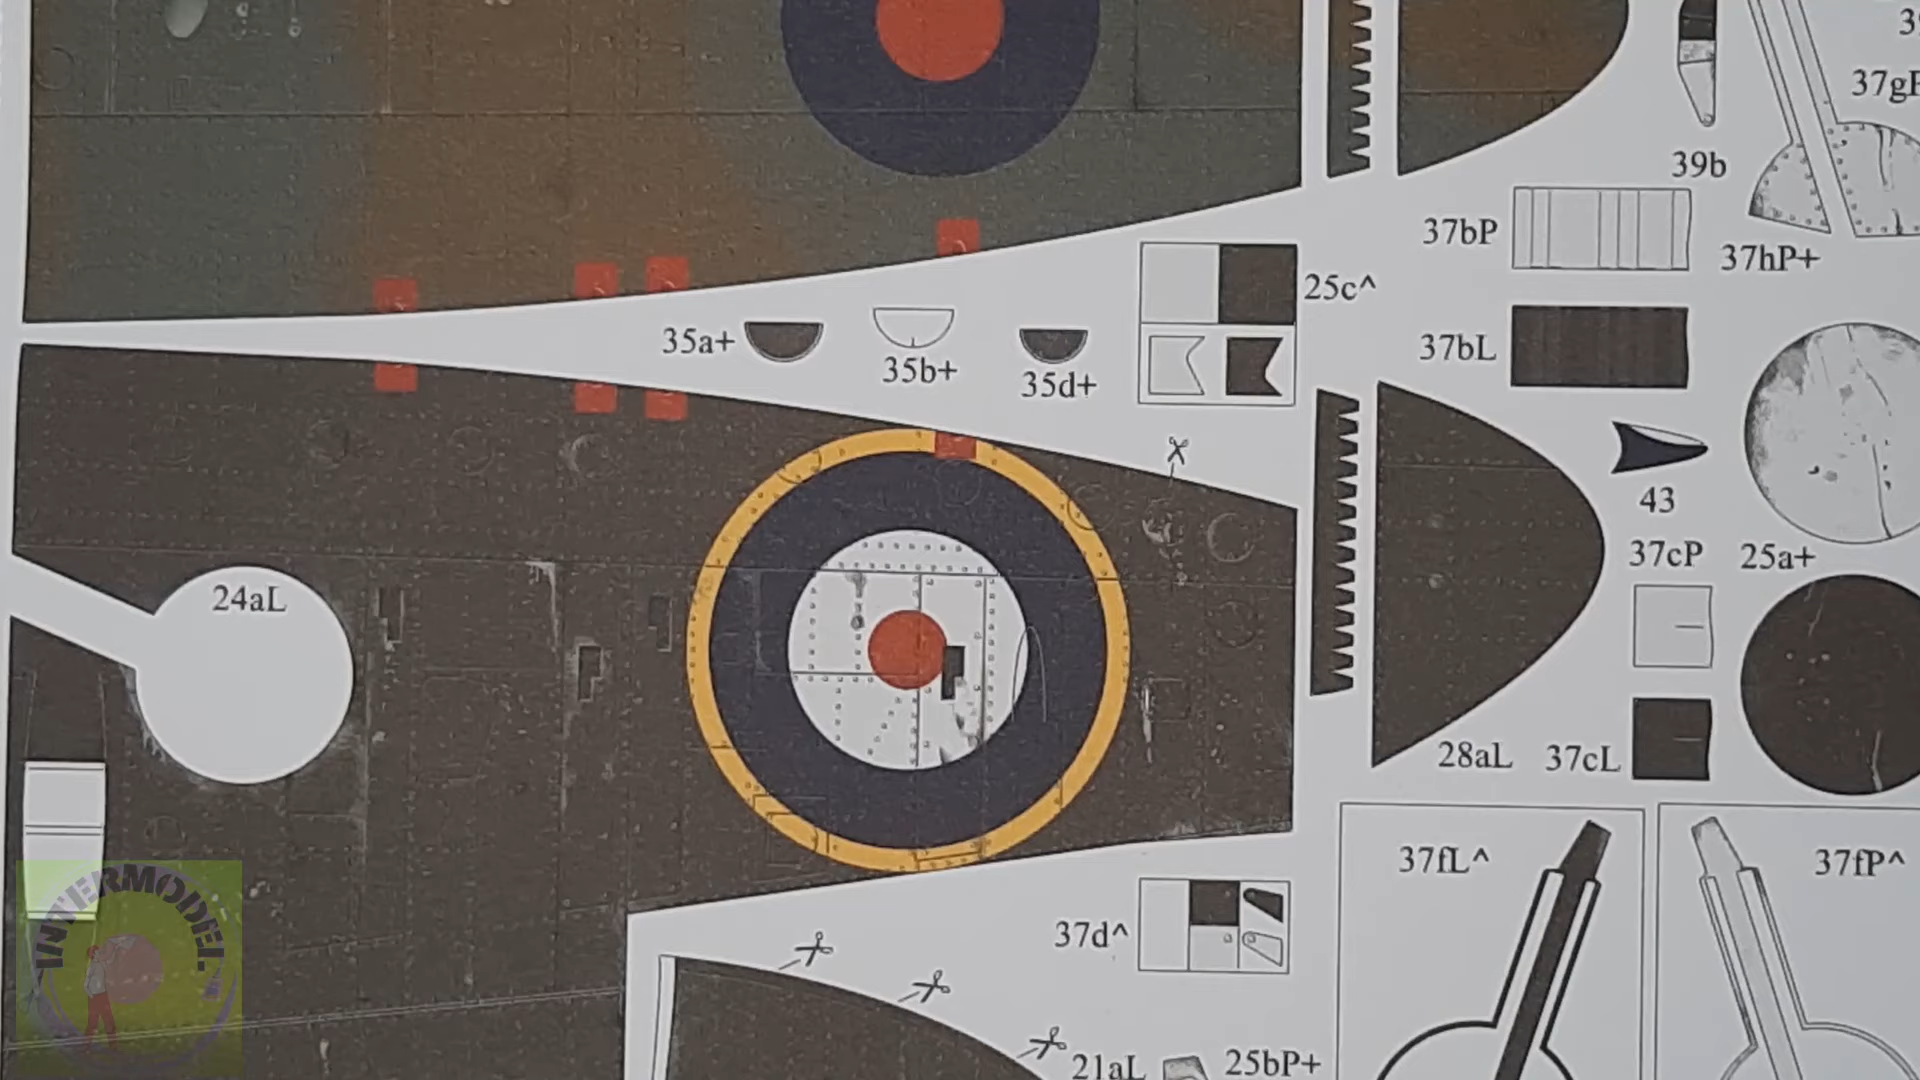 39b
37gP
37bP
37hP+
25c^
35a+
35b+
35d+
37bL
43
37cP
25a+
24aL
28aL
37cL
37fL^
37fP^
37d^
21aL
25bP+
INTERMODEL